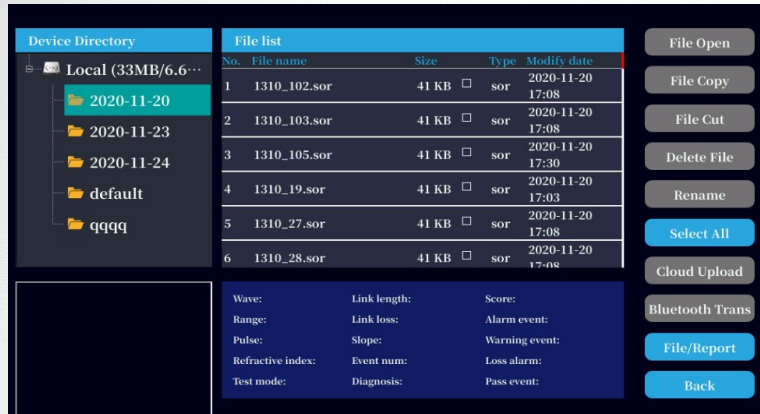 Device Directory
Local (33MB/6.6···
2020-11-20
2020-11-23
2020-11-24
default
qqqq
File list
No. File name Size Type Modify date
1 1310_102.sor 41 KB sor 2020-11-20 17:08
2 1310_103.sor 41 KB sor 2020-11-20 17:08
3 1310_105.sor 41 KB sor 2020-11-20 17:30
4 1310_19.sor 41 KB sor 2020-11-20 17:03
5 1310_27.sor 41 KB sor 2020-11-20 17:08
6 1310_28.sor 41 KB sor 2020-11-20 17:08
Wave: Link length: Score:
Range: Link loss: Alarm event:
Pulse: Slope: Warning event:
Refractive index: Event num: Loss alarm:
Test mode: Diagnosis: Pass event:
File Open
File Copy
File Cut
Delete File
Rename
Select All
Cloud Upload
Bluetooth Trans
File/Report
Back